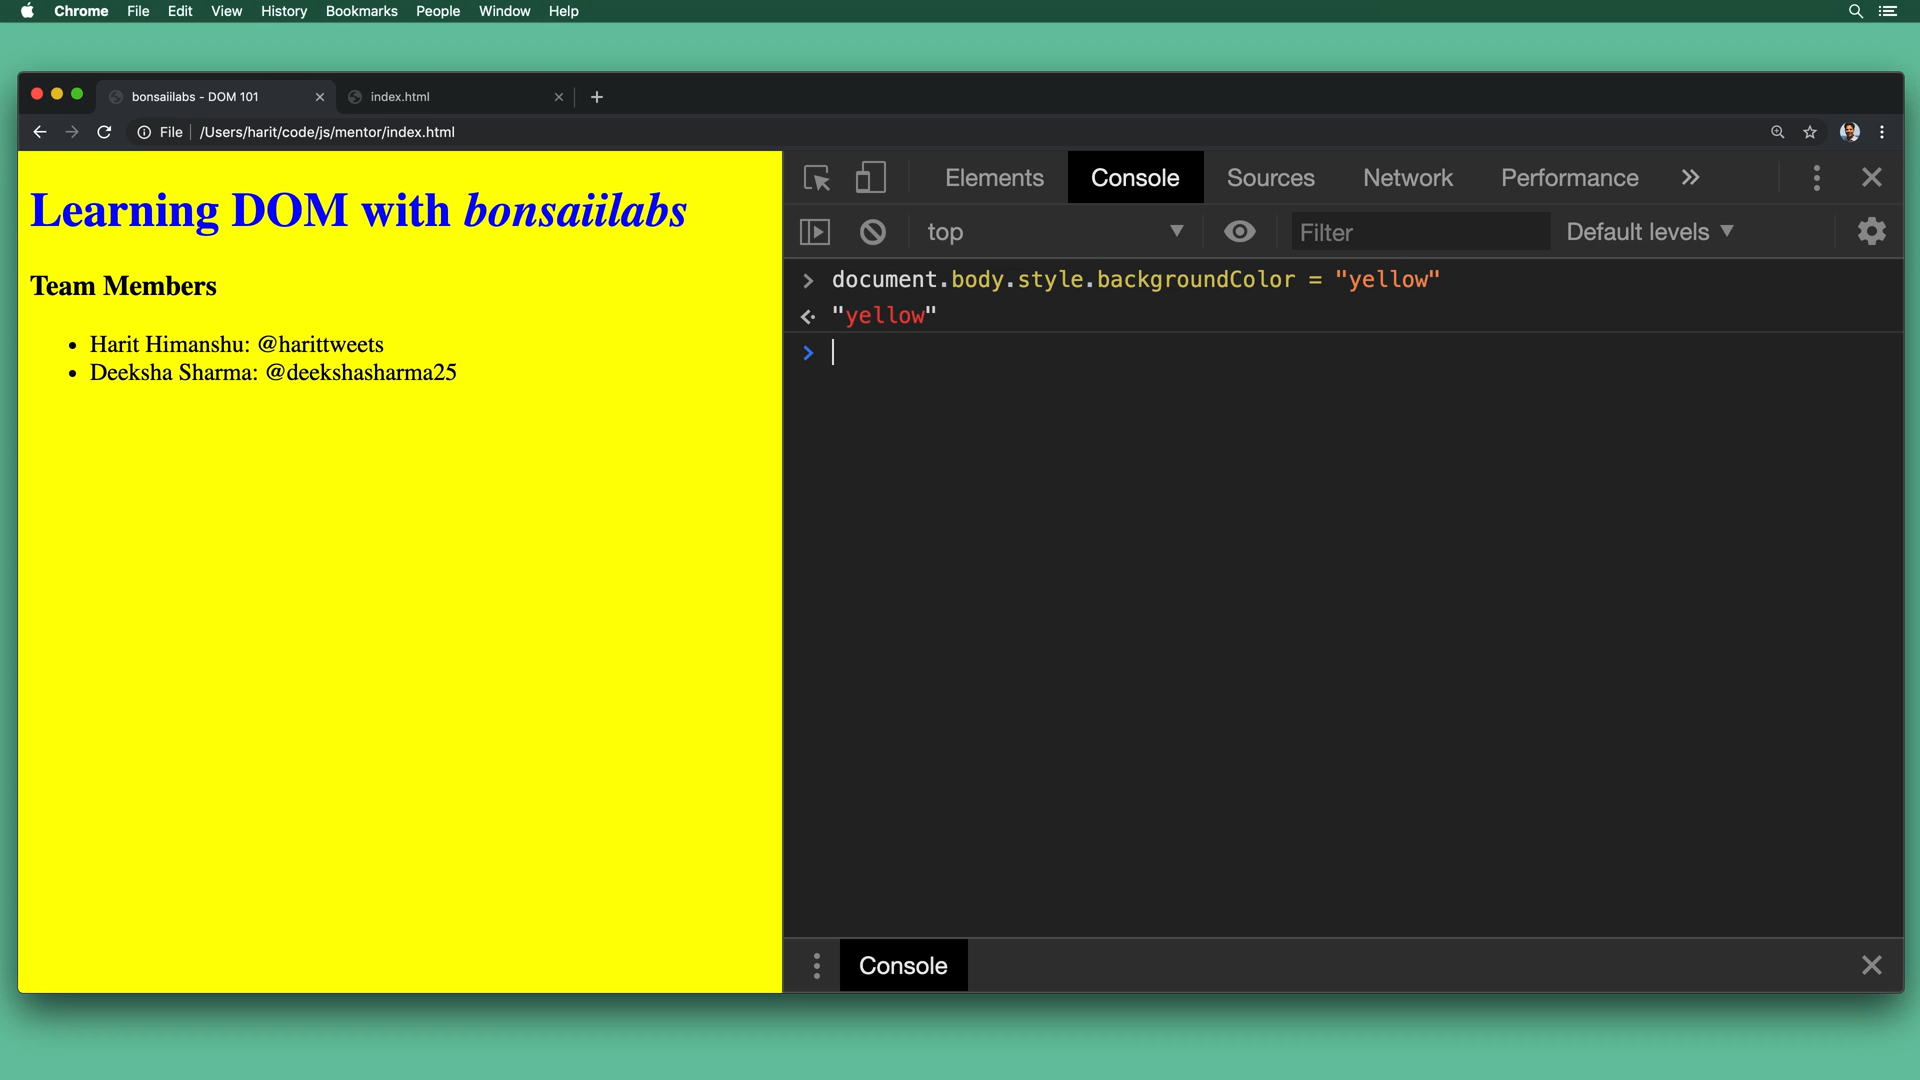 Chrome File Edit View History Bookmarks People Window Help
bonsaiilabs - DOM 101
index.html
File
/Users/harit/code/js/mentor/index.html
Learning DOM with bonsaiilabs
Team Members
• Harit Himanshu: @harittweets
• Deeksha Sharma: @deekshasharma25
Elements Console Sources Network Performance »
top
Filter
Default levels
> document.body.style.backgroundColor = "yellow"
"yellow"
>
Console